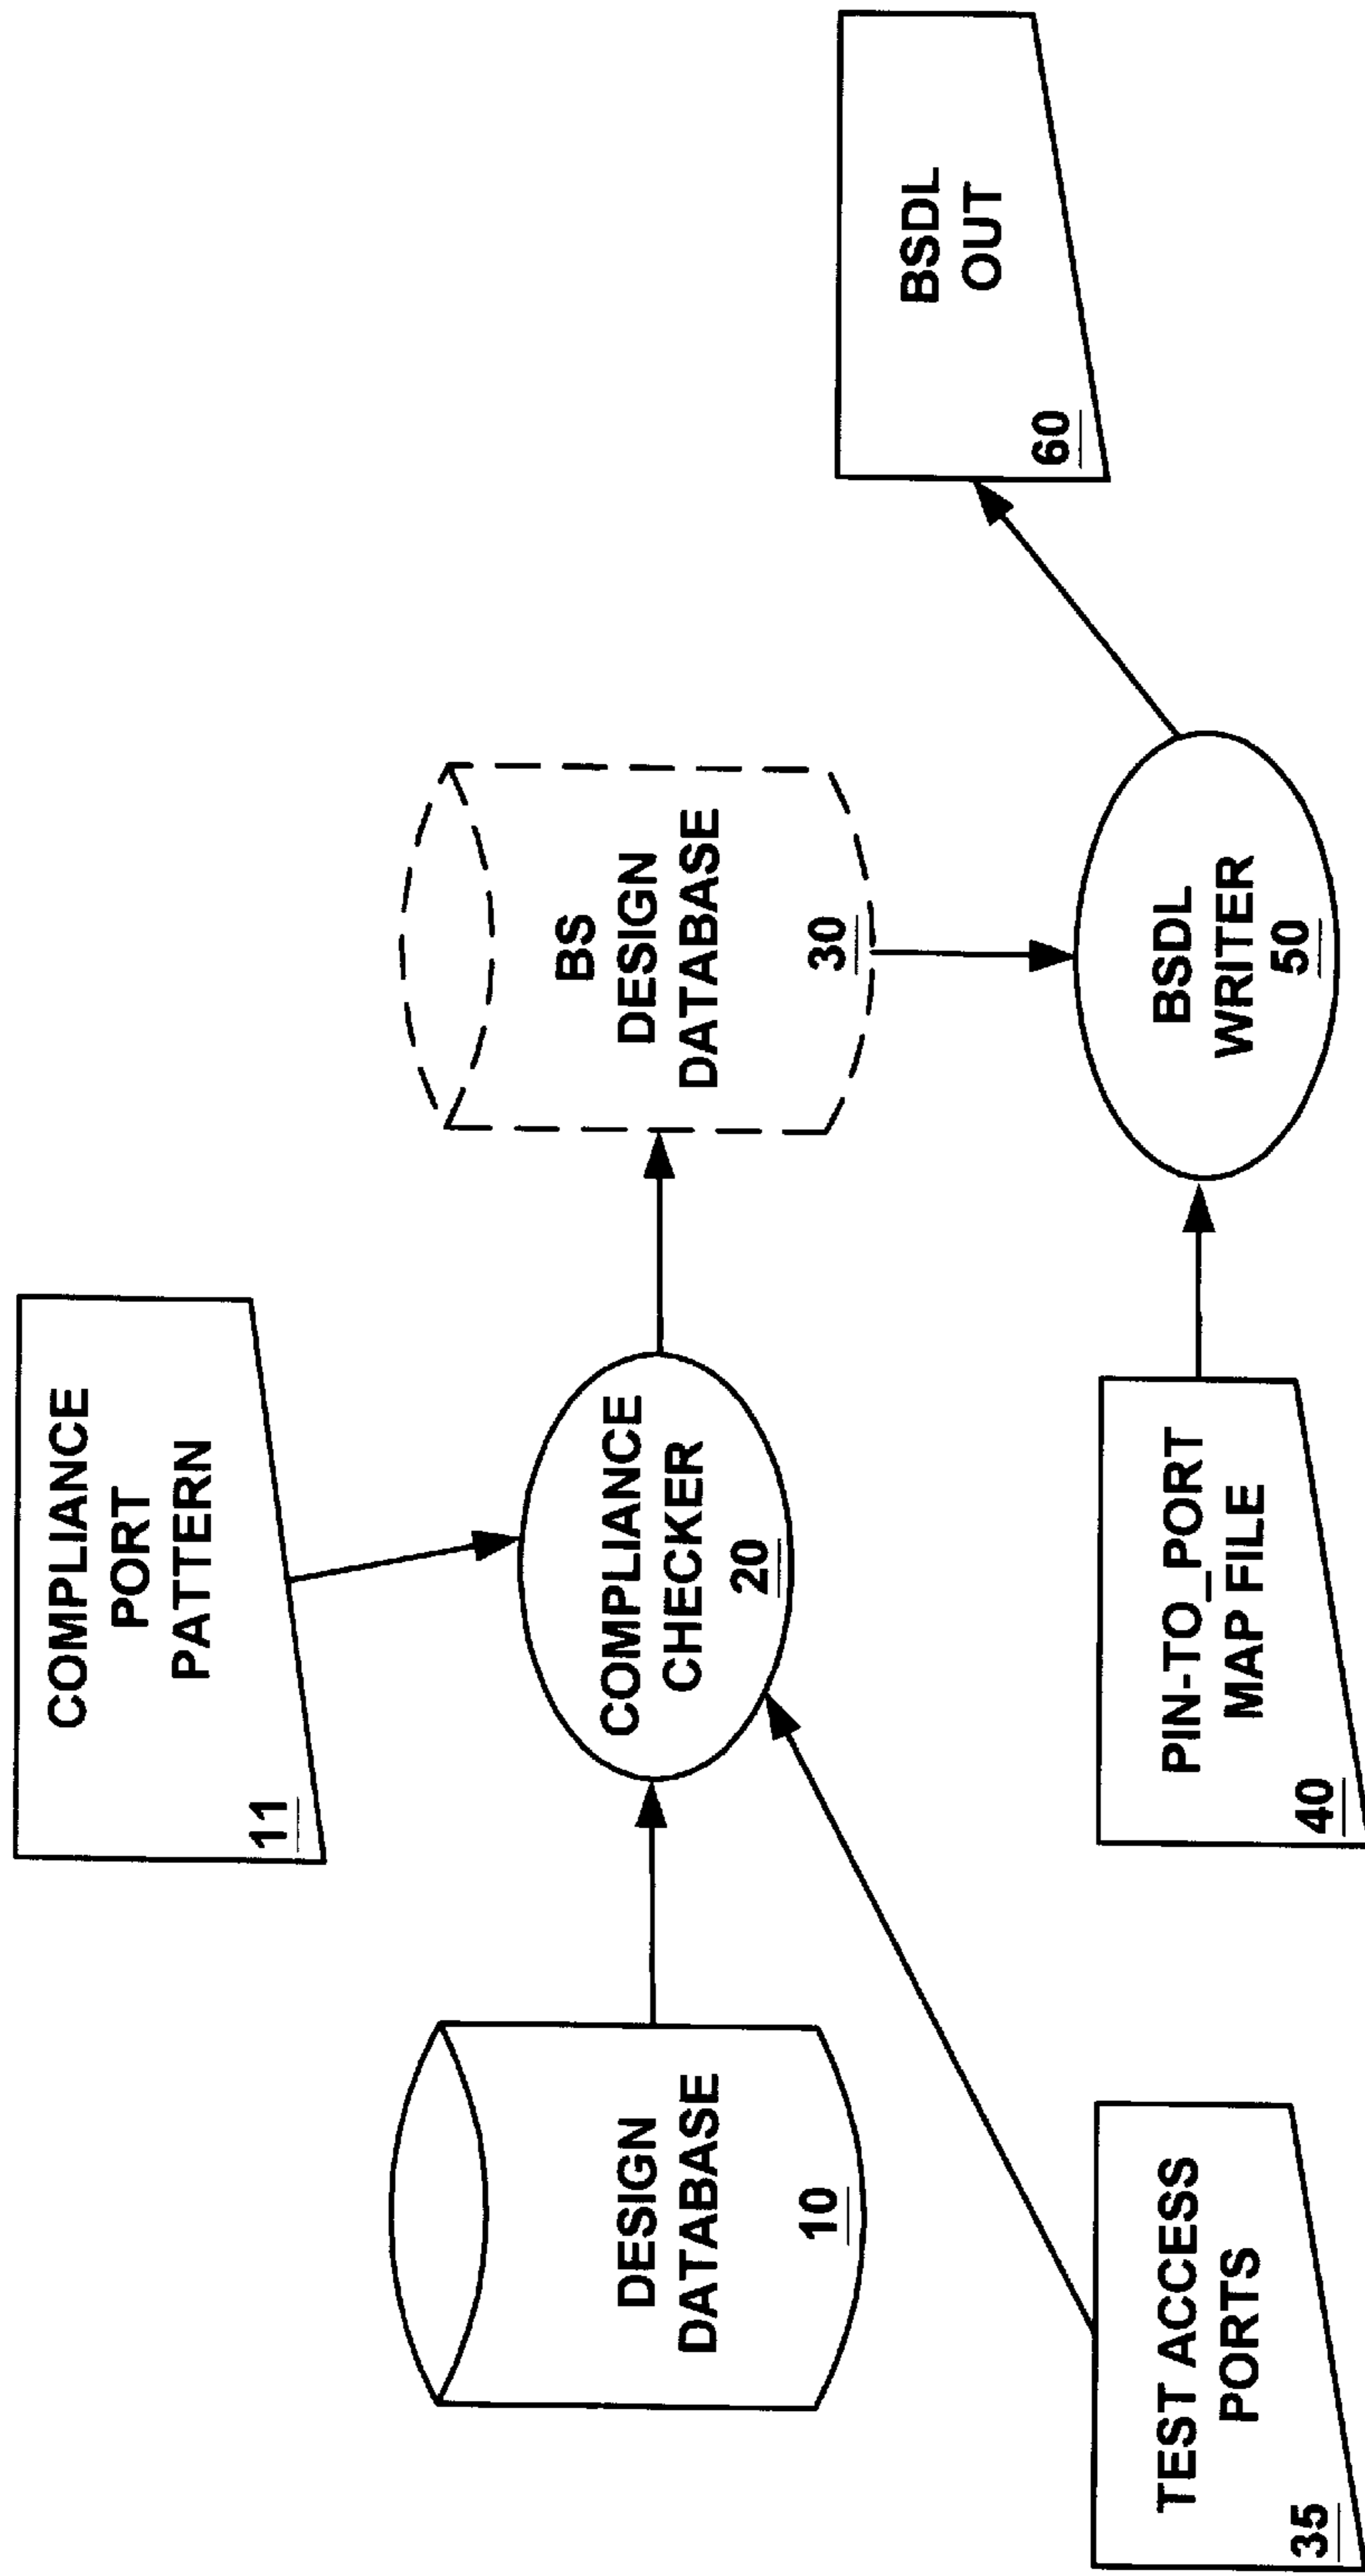 COMPLIANCE
PORT
PATTERN
11
DESIGN
DATABASE
10
COMPLIANCE
CHECKER
20
BS
DESIGN
DATABASE
30
TEST ACCESS
PORTS
35
PIN-TO_PORT
MAP FILE
40
BSDL
WRITER
50
BSDL
OUT
60